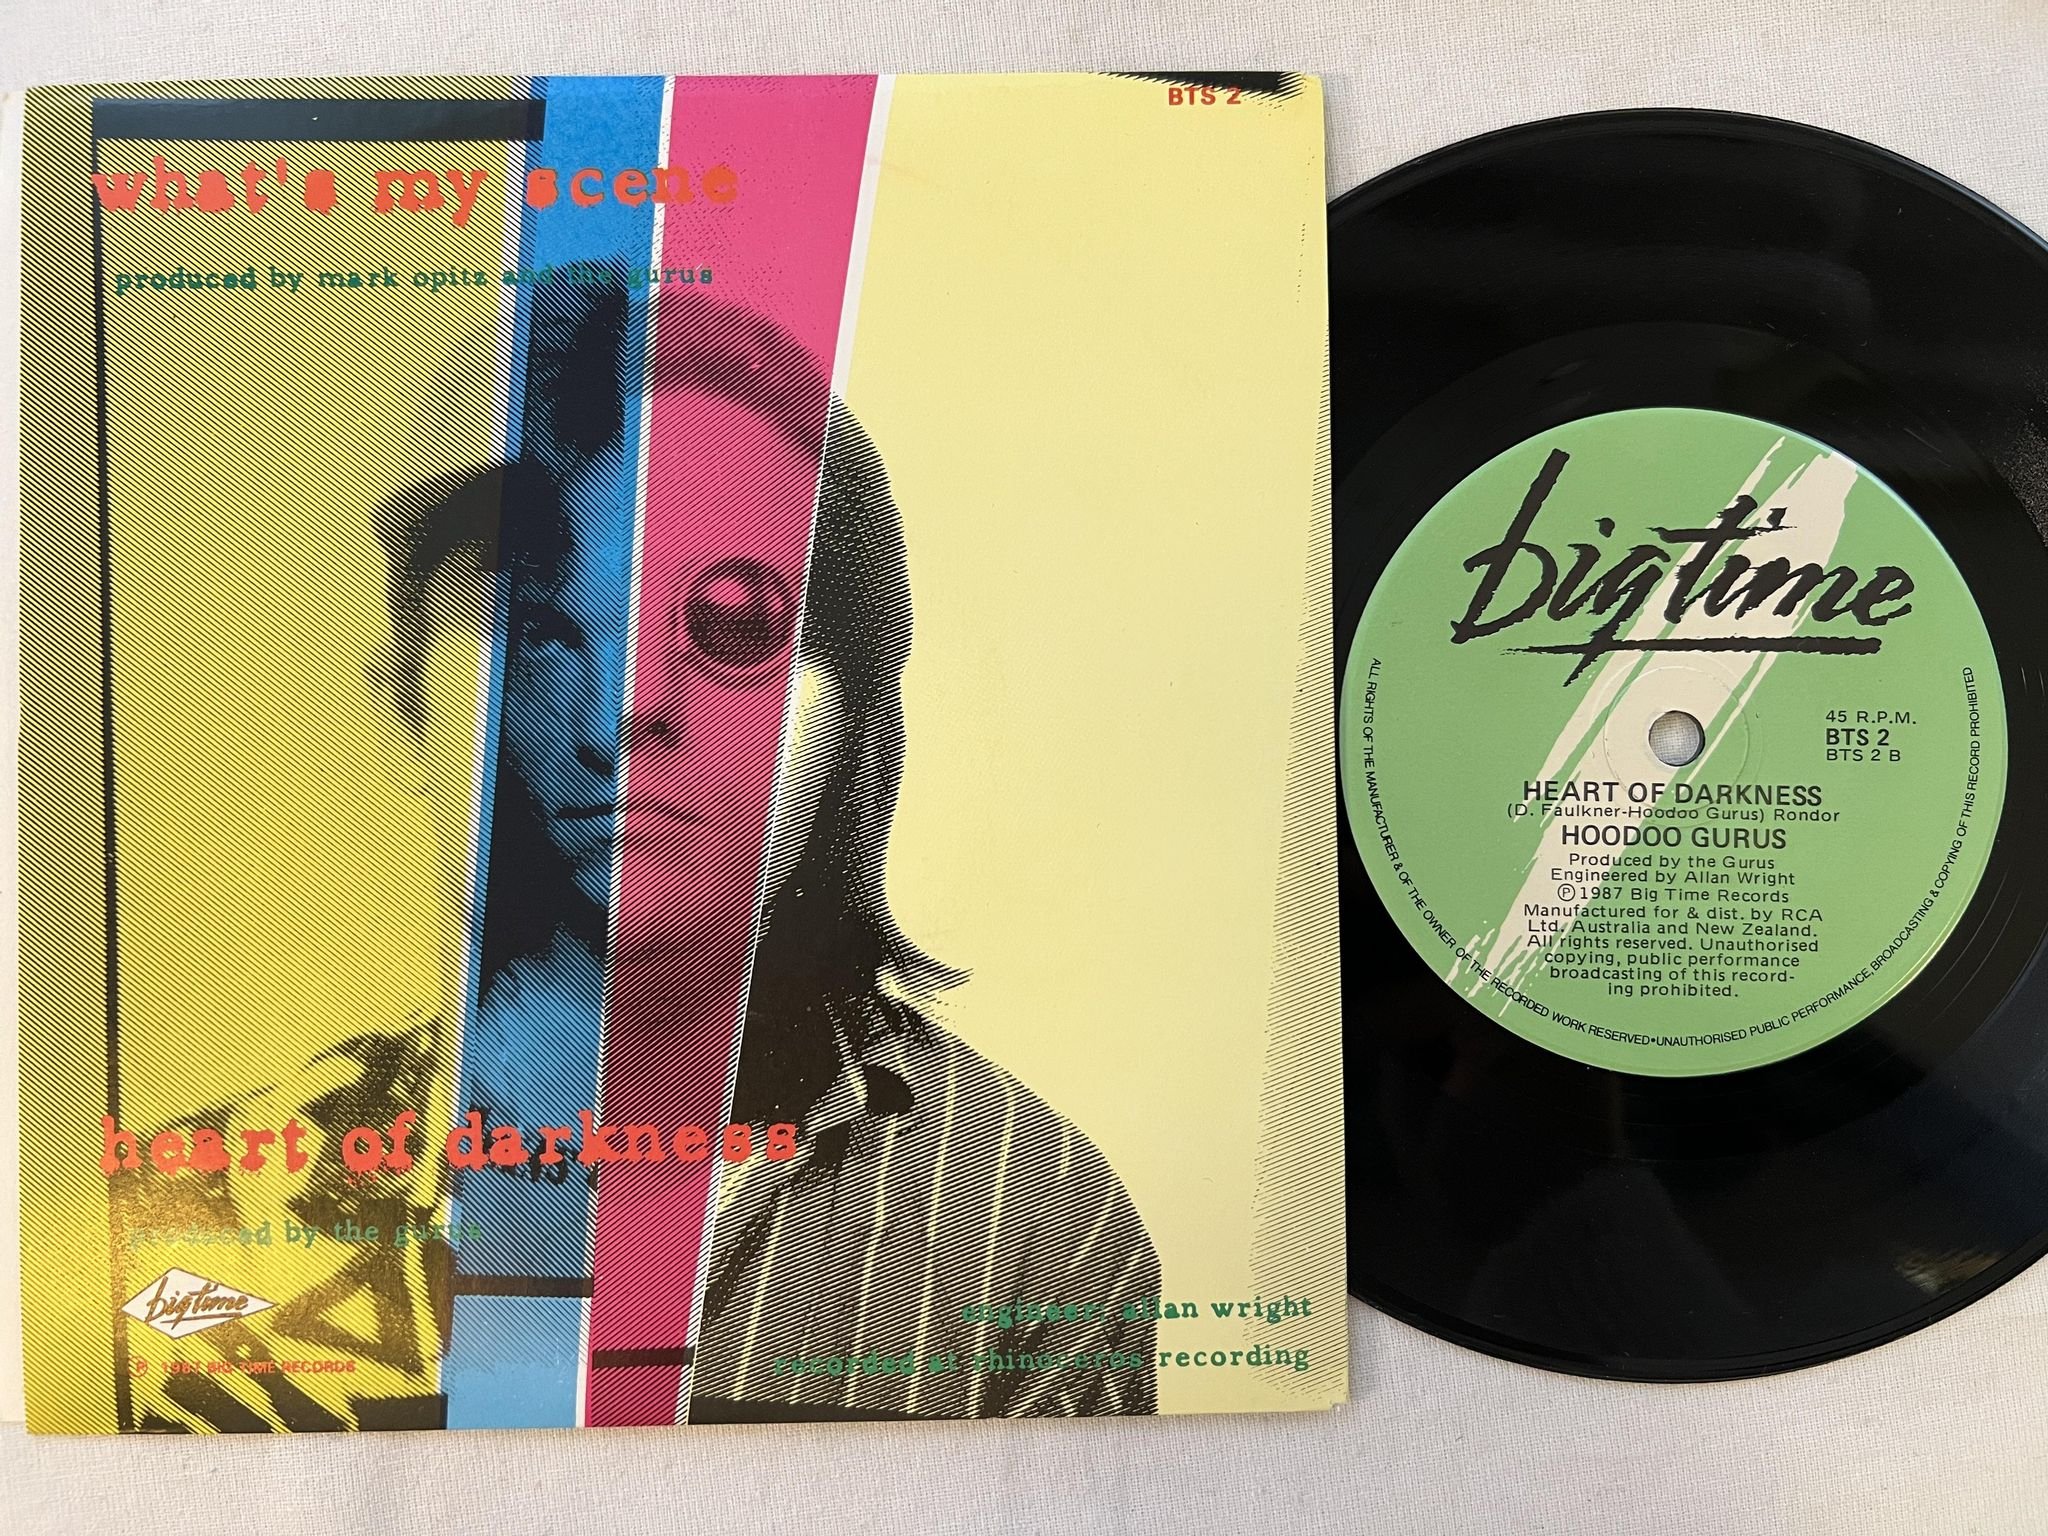 BTS 2
what's my scene
produced by mark opitz and the gurus
heart of darkness
produced by the gurus
bigtime
℗ 1987 BIG TIME RECORDS
engineer: allan wright
recorded at rhinoceros recording
bigtime
45 R.P.M.
BTS 2
BTS 2 B
HEART OF DARKNESS
(D. Faulkner-Hoodoo Gurus) Rondor
HOODOO GURUS
Produced by the Gurus
Engineered by Allan Wright
℗ 1987 Big Time Records
Manufactured for & dist. by RCA
Ltd. Australia and New Zealand.
All rights reserved. Unauthorised
copying, public performance
broadcasting of this record-
ing prohibited.
ALL RIGHTS OF THE MANUFACTURER & OF THE OWNER OF THE RECORDED WORK RESERVED•UNAUTHORISED PUBLIC PERFORMANCE, BROADCASTING & COPYING OF THIS RECORD PROHIBITED